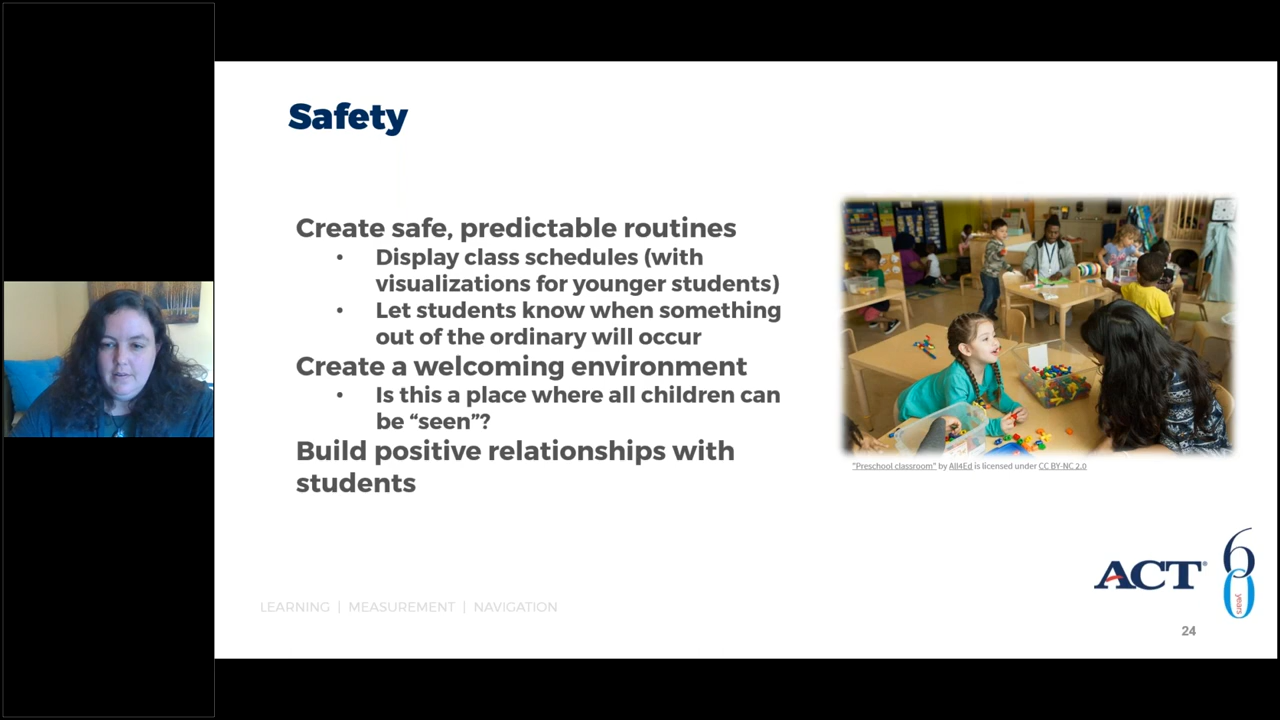 Safety
Create safe, predictable routines
• Display class schedules (with
visualizations for younger students)
• Let students know when something
out of the ordinary will occur
Create a welcoming environment
• Is this a place where all children can
be “seen”?
Build positive relationships with
students
"Preschool classroom" by All4Ed is licensed under CC BY-NC 2.0
ACT®
60
years
LEARNING | MEASUREMENT | NAVIGATION
24